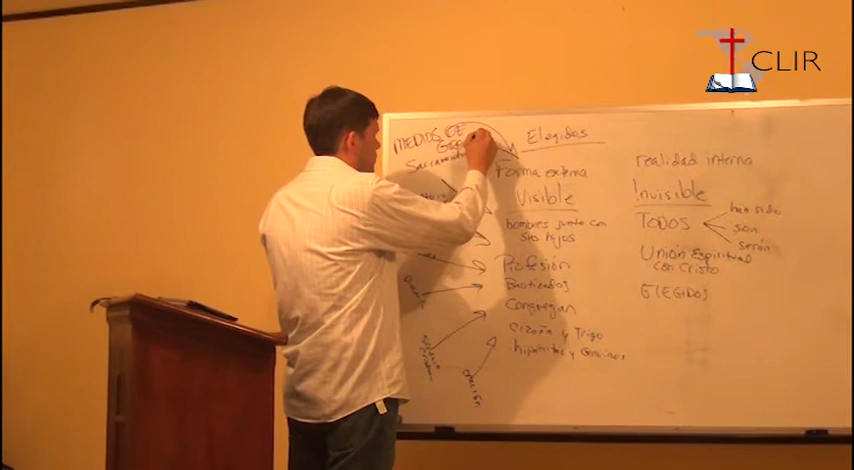 CLIR
MEDIOS DE
Elegidos
Forma externa
Visible
hombres junto con
sus hijos
Profesión
Bautizados
Congregan
Cizaña y Trigo
hipócritas y Genuinos
oración
realidad interna
Invisible
TODOS
han sido
son
serán
Unión Espiritual
con Cristo
ELEGIDOS